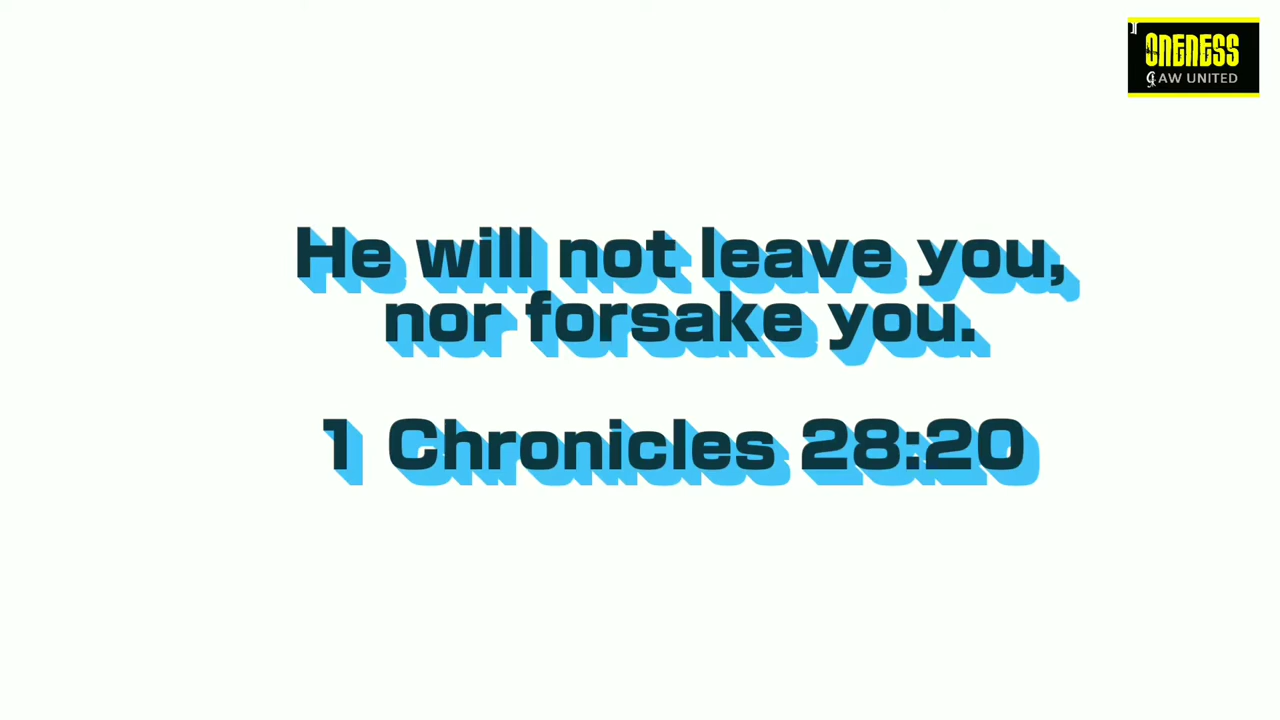 ONENESS
AW UNITED
He will not leave you,
nor forsake you.
1 Chronicles 28:20